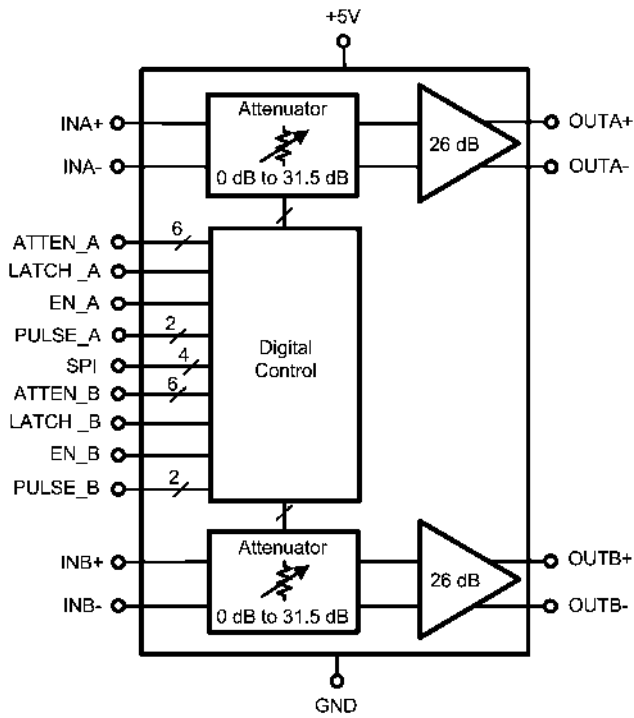 +5V
INA+
INA-
Attenuator
0 dB to 31.5 dB
26 dB
OUTA+
OUTA-
ATTEN_A
6
LATCH _A
EN_A
PULSE_A
2
SPI
4
ATTEN_B
6
LATCH _B
EN_B
PULSE_B
2
Digital
Control
INB+
INB-
Attenuator
0 dB to 31.5 dB
26 dB
OUTB+
OUTB-
GND